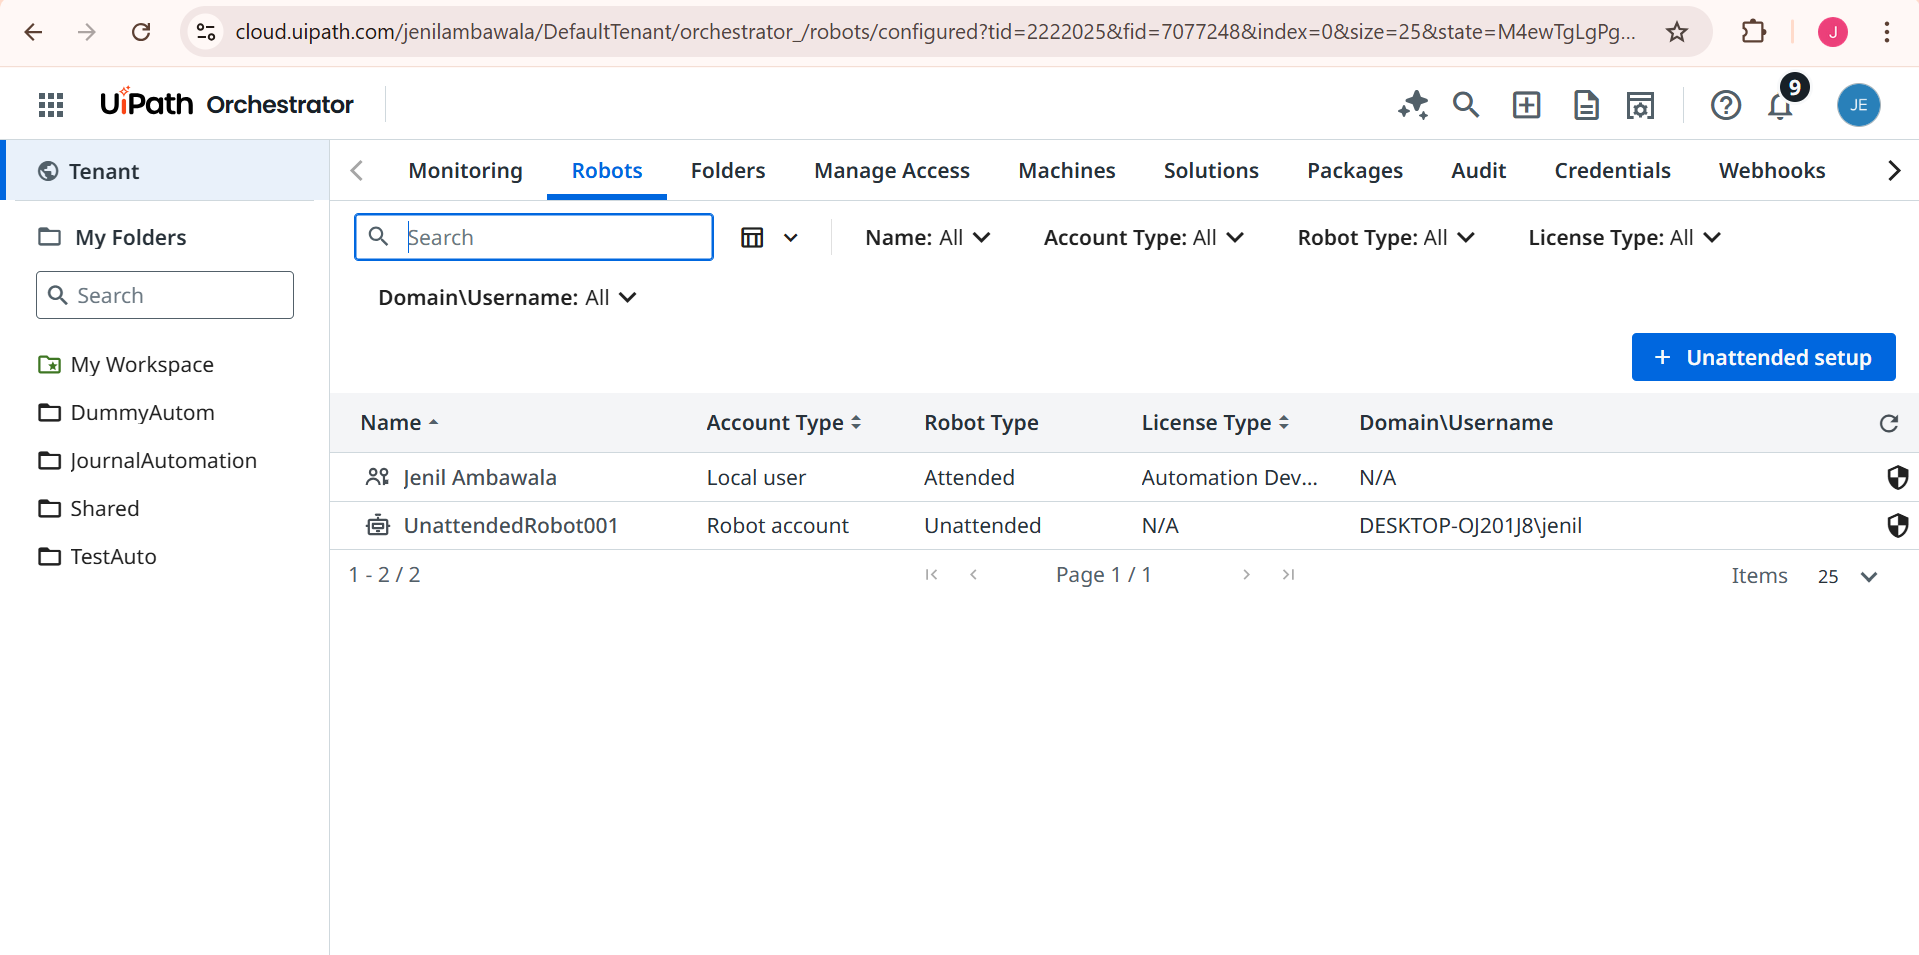 cloud.uipath.com/jenilambawala/DefaultTenant/orchestrator_/robots/configured?tid=2222025&fid=7077248&index=0&size=25&state=M4ewTgLgPg...
J
UiPath Orchestrator
9
JE
Tenant
Monitoring Robots Folders Manage Access Machines Solutions Packages Audit Credentials Webhooks
My Folders
Search
My Workspace
DummyAutom
JournalAutomation
Shared
TestAuto
Search
Name: All Account Type: All Robot Type: All License Type: All
Domain\Username: All
+ Unattended setup
Name Account Type Robot Type License Type Domain\Username
Jenil Ambawala Local user Attended Automation Dev... N/A
UnattendedRobot001 Robot account Unattended N/A DESKTOP-OJ201J8\jenil
1 - 2 / 2 Page 1 / 1 Items 25